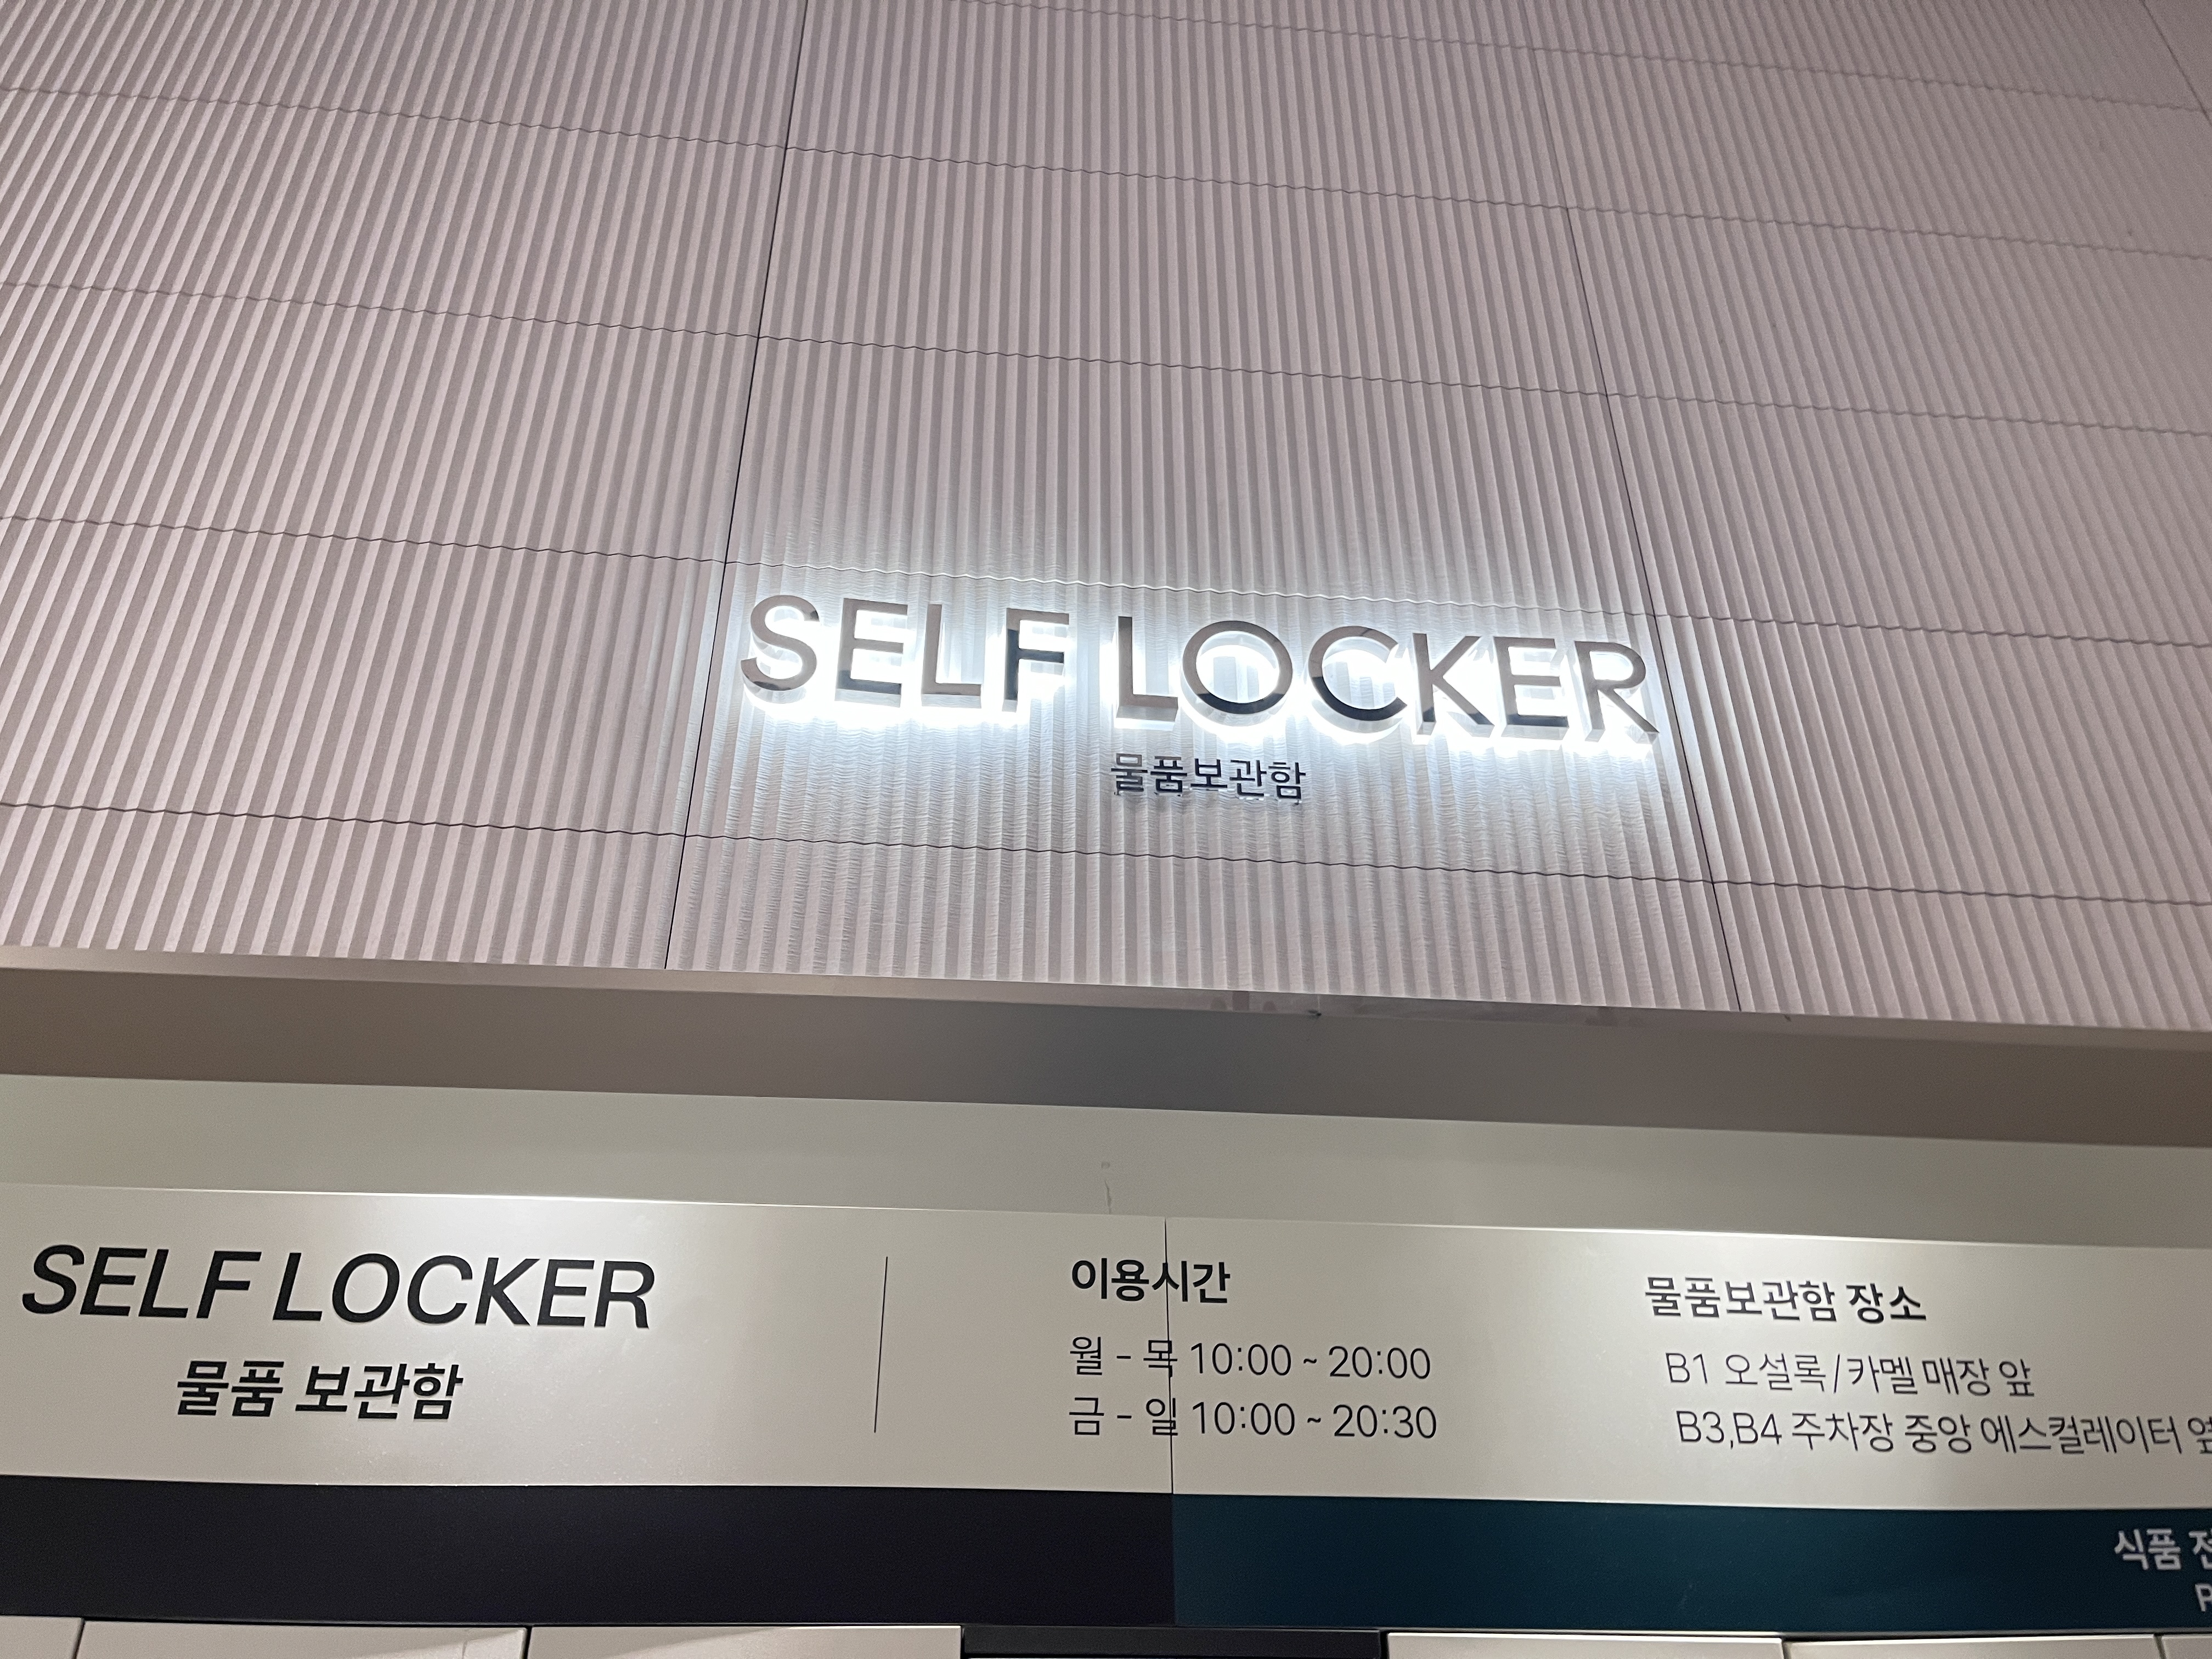 SELF LOCKER
물품보관함
SELF LOCKER
물품 보관함
이용시간
월 - 목 10:00 ~ 20:00
금 - 일 10:00 ~ 20:30
물품보관함 장소
B1 오설록/카멜 매장 앞
B3,B4 주차장 중앙 에스컬레이터
식품